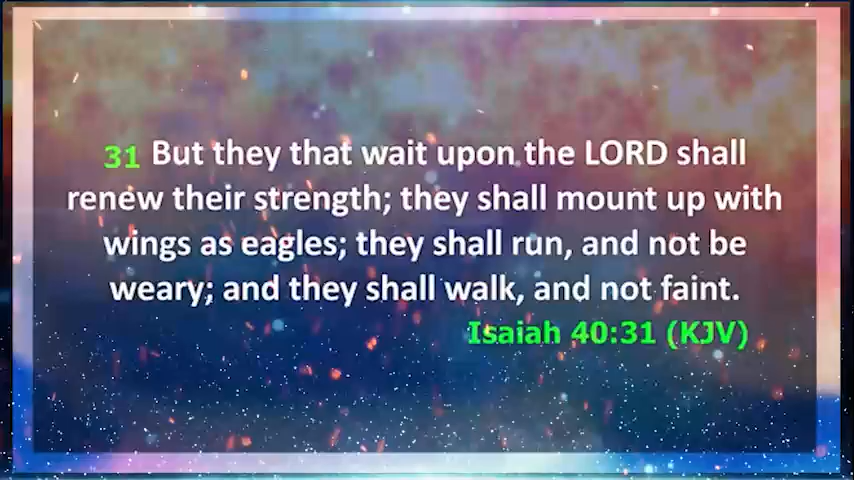 31 But they that wait upon the LORD shall
renew their strength; they shall mount up with
wings as eagles; they shall run, and not be
weary; and they shall walk, and not faint.
Isaiah 40:31 (KJV)